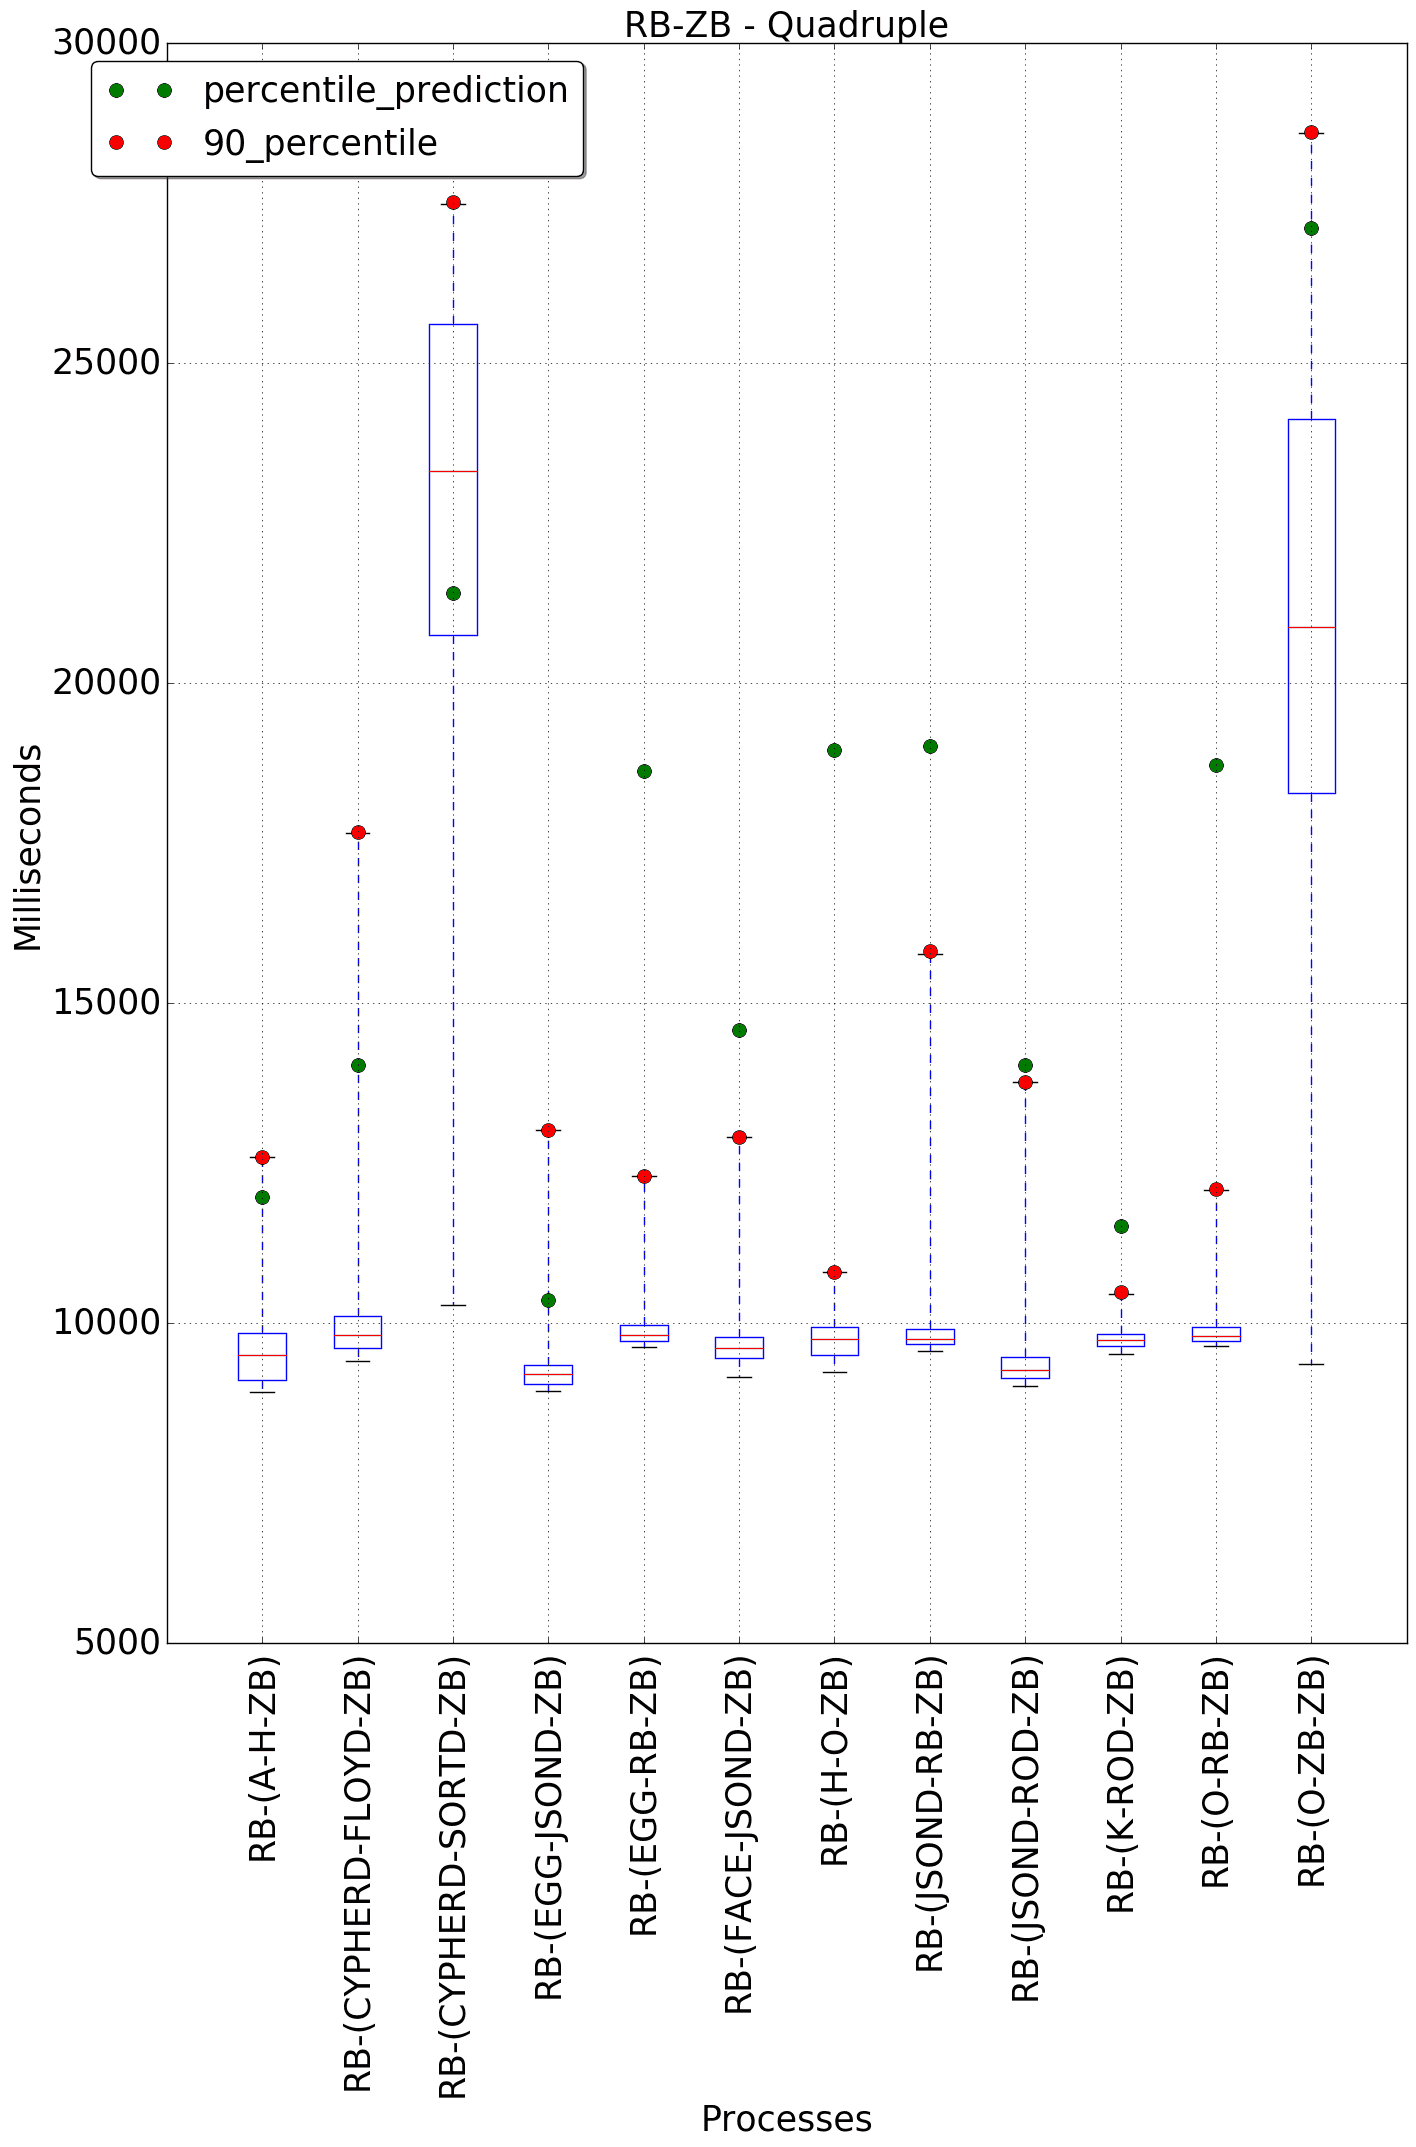 RB-ZB - Quadruple
percentile_prediction
90_percentile
30000
25000
20000
15000
10000
5000
Milliseconds
RB-(A-H-ZB)
RB-(CYPHERD-FLOYD-ZB)
RB-(CYPHERD-SORTD-ZB)
RB-(EGG-JSOND-ZB)
RB-(EGG-RB-ZB)
RB-(FACE-JSOND-ZB)
RB-(H-O-ZB)
RB-(JSOND-RB-ZB)
RB-(JSOND-ROD-ZB)
RB-(K-ROD-ZB)
RB-(O-RB-ZB)
RB-(O-ZB-ZB)
Processes